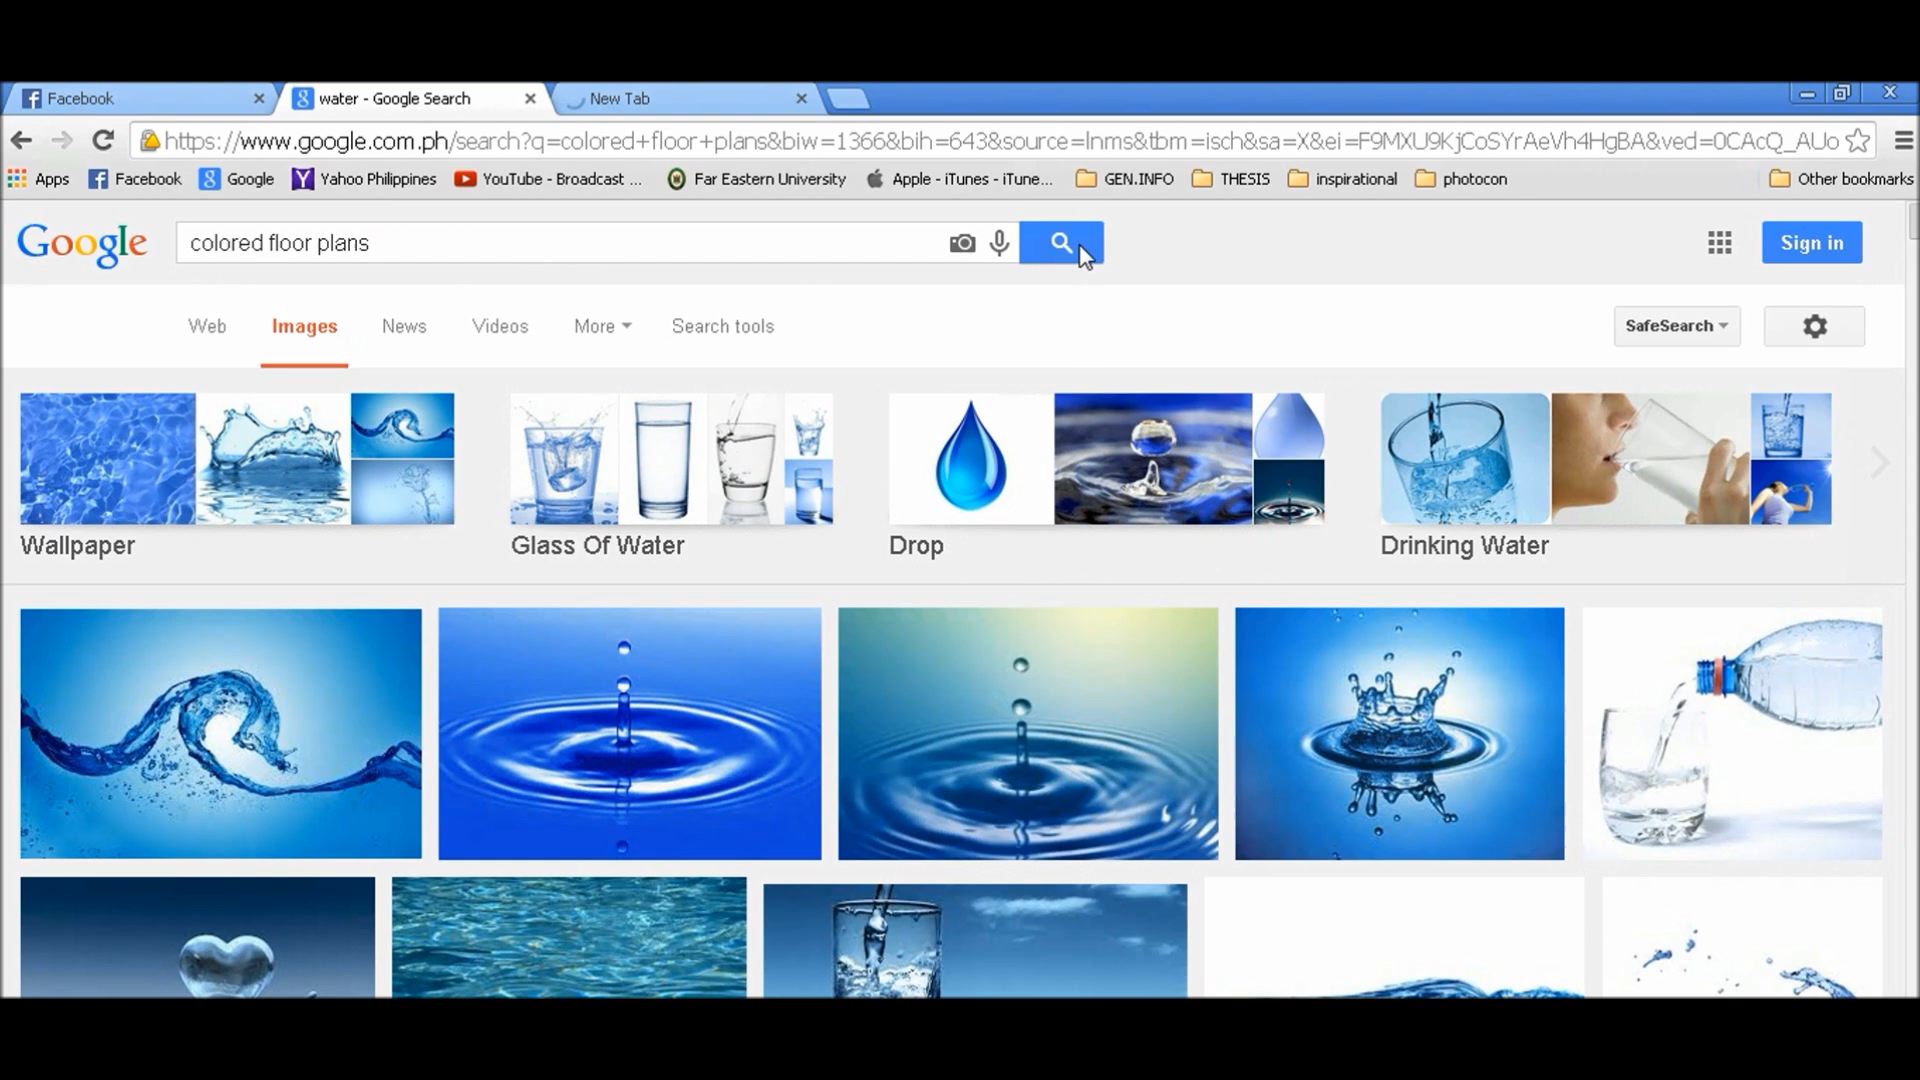 Facebook
water - Google Search
New Tab
https://www.google.com.ph/search?q=colored+floor+plans&biw=1366&bih=643&source=lnms&tbm=isch&sa=X&ei=F9MXU9KjCoSYrAeVh4HgBA&ved=0CAcQ_AUo
Apps
Facebook
Google
Yahoo Philippines
YouTube - Broadcast ...
Far Eastern University
Apple - iTunes - iTune...
GEN.INFO
THESIS
inspirational
photocon
Other bookmarks
Google
colored floor plans
Sign in
Web
Images
News
Videos
More
Search tools
SafeSearch
Wallpaper
Glass Of Water
Drop
Drinking Water